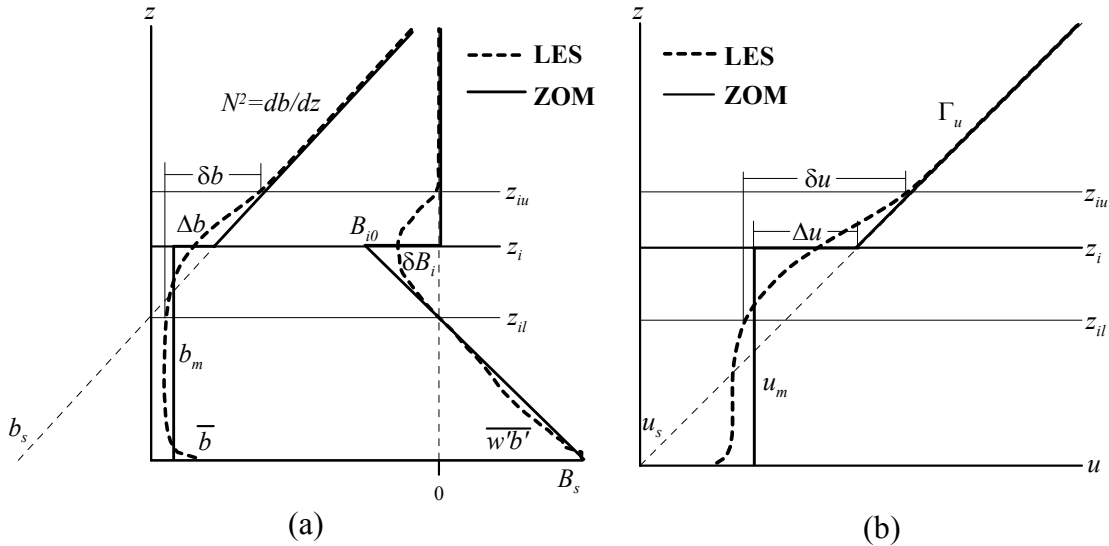 z
LES
ZOM
N²=db/dz
δb
z_iu
Δb
B_i0
z_i
δB_i
z_il
b_m
b_s
b̅
w'b'
B_s
0
(a)
z
LES
ZOM
Γ_u
δu
z_iu
Δu
z_i
z_il
u_m
u_s
u
(b)